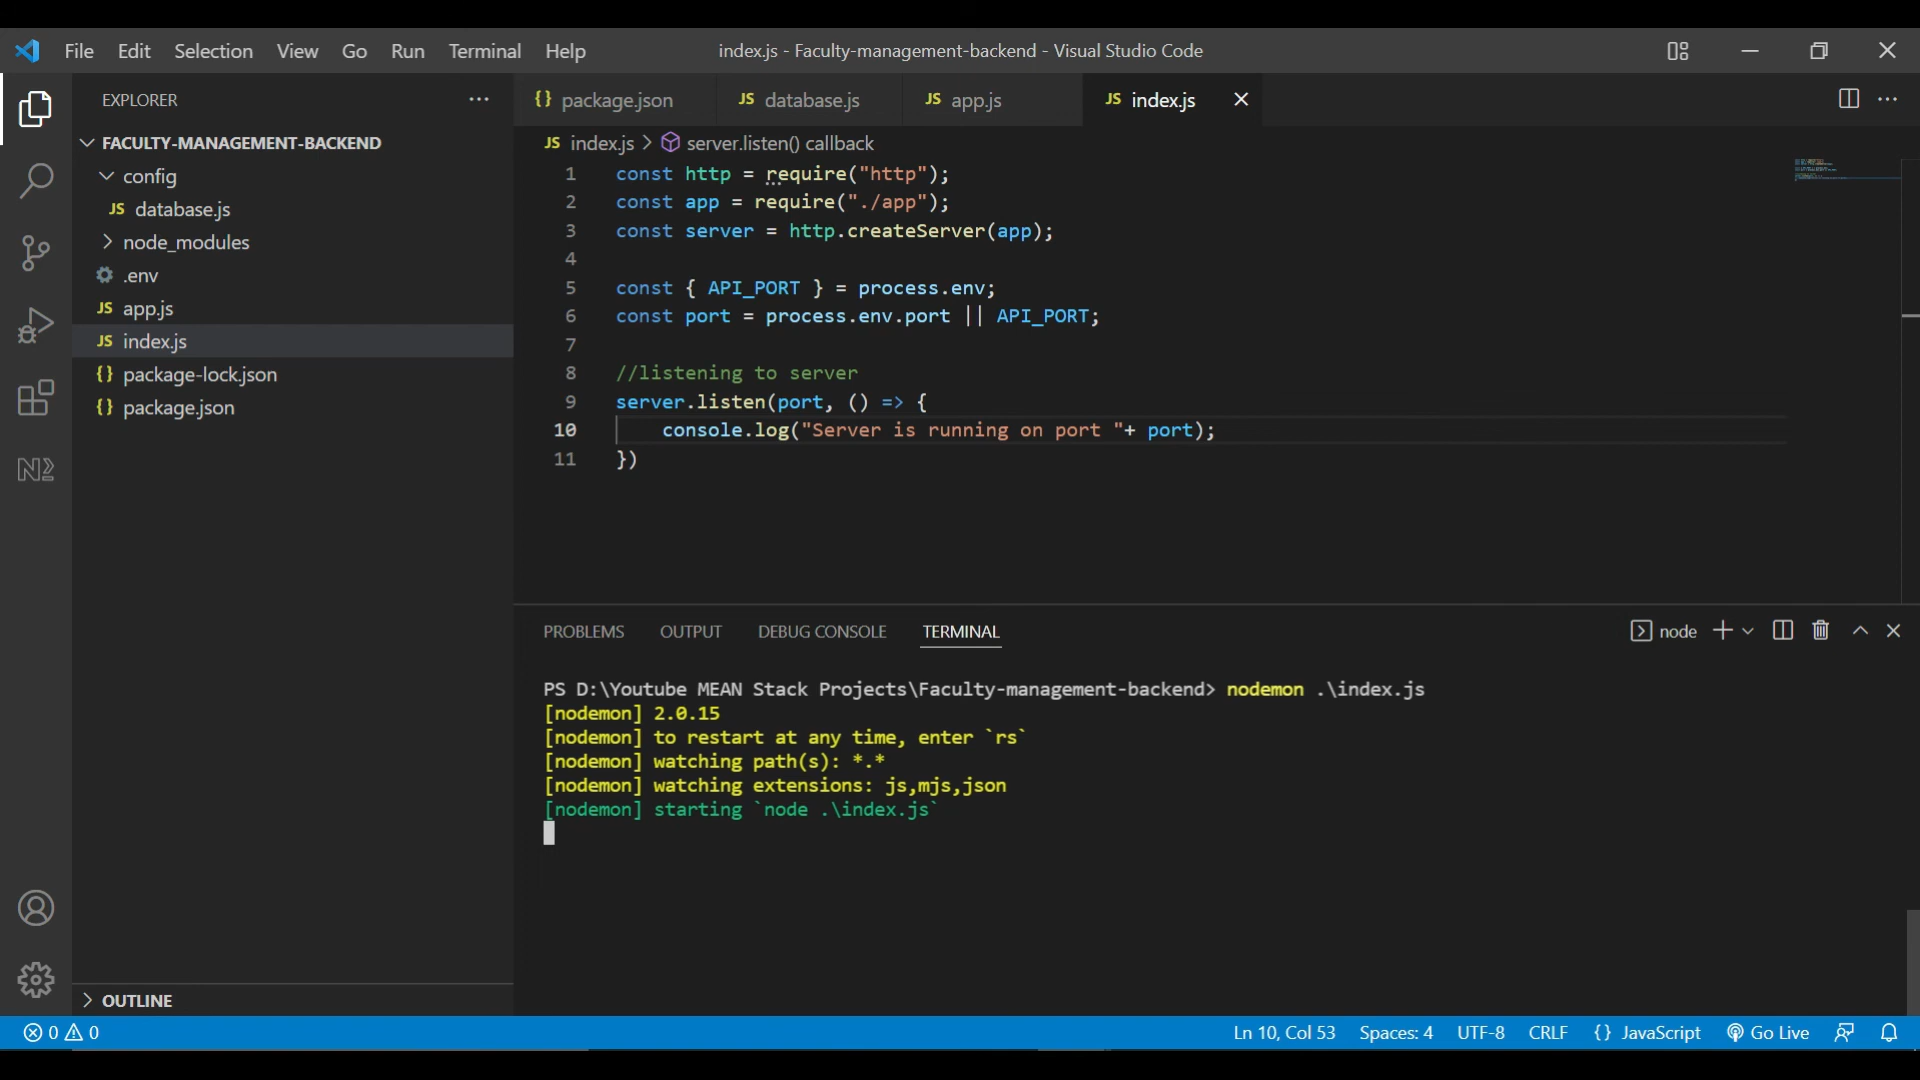 File Edit Selection View Go Run Terminal Help
index.js - Faculty-management-backend - Visual Studio Code
EXPLORER
FACULTY-MANAGEMENT-BACKEND
config
JS database.js
node_modules
.env
JS app.js
JS index.js
{} package-lock.json
{} package.json
OUTLINE
{} package.json JS database.js JS app.js JS index.js
JS index.js > server.listen() callback
1 const http = require("http");
2 const app = require("./app");
3 const server = http.createServer(app);
4
5 const { API_PORT } = process.env;
6 const port = process.env.port || API_PORT;
7
8 //listening to server
9 server.listen(port, () => {
10 console.log("Server is running on port "+ port);
11 })
PROBLEMS OUTPUT DEBUG CONSOLE TERMINAL
node
PS D:\Youtube MEAN Stack Projects\Faculty-management-backend> nodemon .\index.js
[nodemon] 2.0.15
[nodemon] to restart at any time, enter `rs`
[nodemon] watching path(s): *.*
[nodemon] watching extensions: js,mjs,json
[nodemon] starting `node .\index.js`
0 0 Ln 10, Col 53 Spaces: 4 UTF-8 CRLF {} JavaScript Go Live